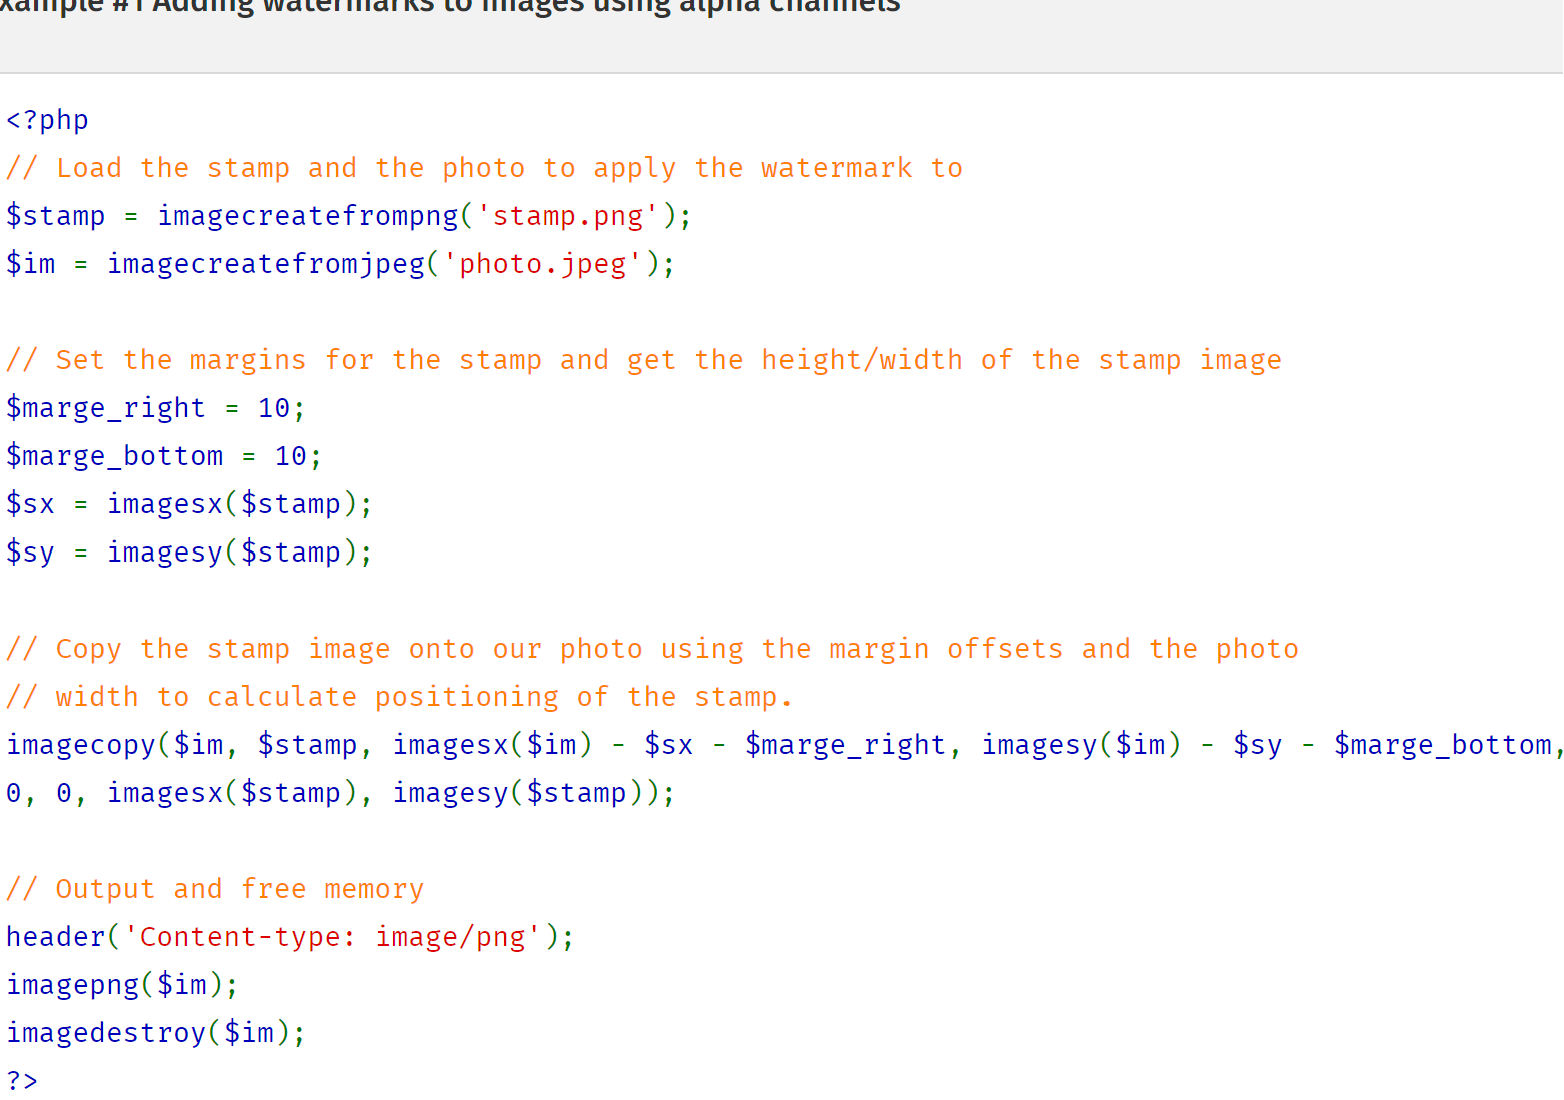 xample #1 Adding watermarks to images using alpha channels
<?php
// Load the stamp and the photo to apply the watermark to
$stamp = imagecreatefrompng('stamp.png');
$im = imagecreatefromjpeg('photo.jpeg');
// Set the margins for the stamp and get the height/width of the stamp image
$marge_right = 10;
$marge_bottom = 10;
$sx = imagesx($stamp);
$sy = imagesy($stamp);
// Copy the stamp image onto our photo using the margin offsets and the photo
// width to calculate positioning of the stamp.
imagecopy($im, $stamp, imagesx($im) - $sx - $marge_right, imagesy($im) - $sy - $marge_bottom,
0, 0, imagesx($stamp), imagesy($stamp));
// Output and free memory
header('Content-type: image/png');
imagepng($im);
imagedestroy($im);
?>